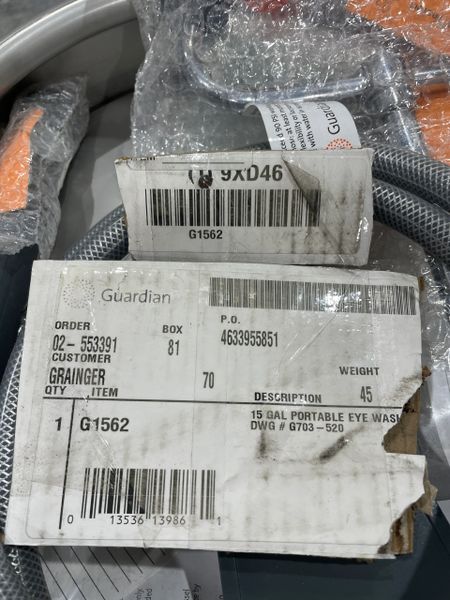 Guardian
(1) 9XD46
G1562
Guardian
P.O.
ORDER BOX 4633955851
02-553391 81
CUSTOMER WEIGHT
GRAINGER 70
QTY ITEM DESCRIPTION 45
1 G1562 15 GAL PORTABLE EYE WASH
DWG # G703-520
0 13536 13986 1